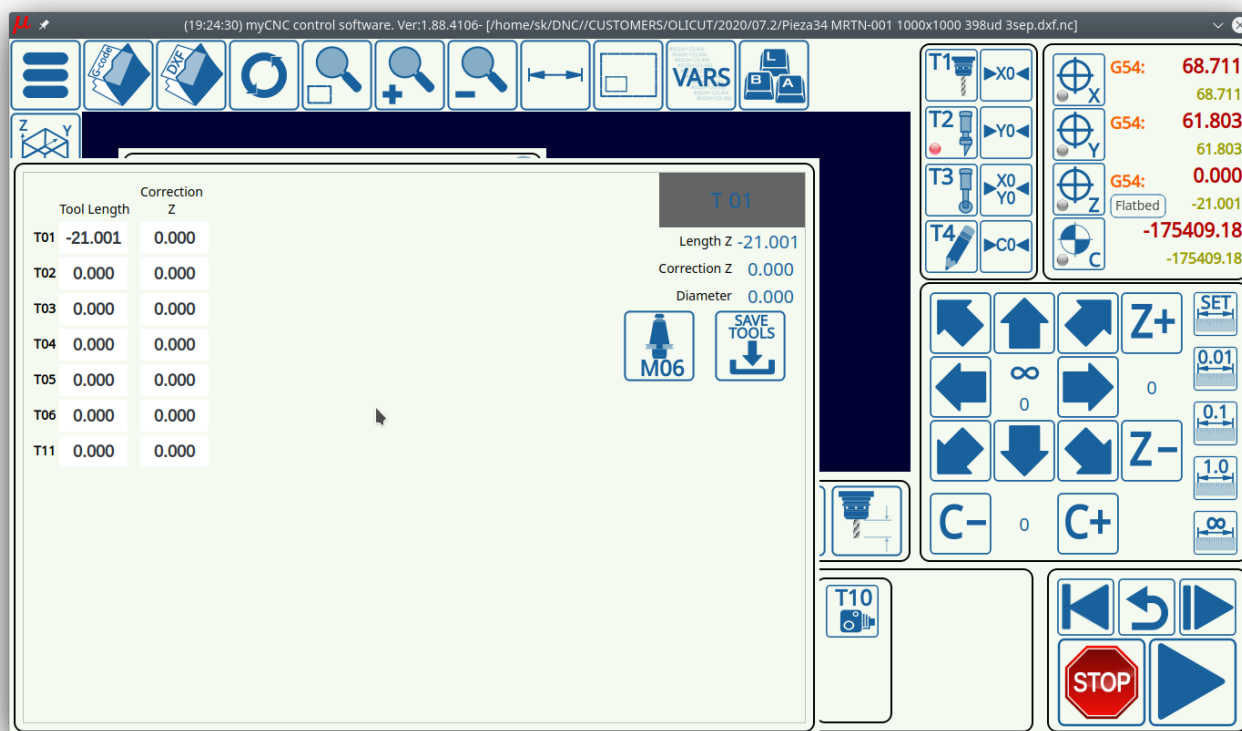 (19:24:30) myCNC control software. Ver:1.88.4106- [/home/sk/DNC//CUSTOMERS/OLICUT/2020/07.2/Pieza34 MRTN-001 1000x1000 398ud 3sep.dxf.nc]
G-code
DXF
VARS
L
B
A
Z
Y
Tool Length
Correction
Z
T01 -21.001 0.000
T02 0.000 0.000
T03 0.000 0.000
T04 0.000 0.000
T05 0.000 0.000
T06 0.000 0.000
T11 0.000 0.000
T 01
Length Z -21.001
Correction Z 0.000
Diameter 0.000
M06
SAVE
TOOLS
T1
X0
T2
Y0
T3
X0
Y0
T4
C0
X
G54: 68.711
68.711
Y
G54: 61.803
61.803
Z
G54: 0.000
Flatbed -21.001
C
-175409.18
-175409.18
Z+
SET
∞
0
0
0.01
0.1
Z-
1.0
C-
0
C+
∞
T10
STOP